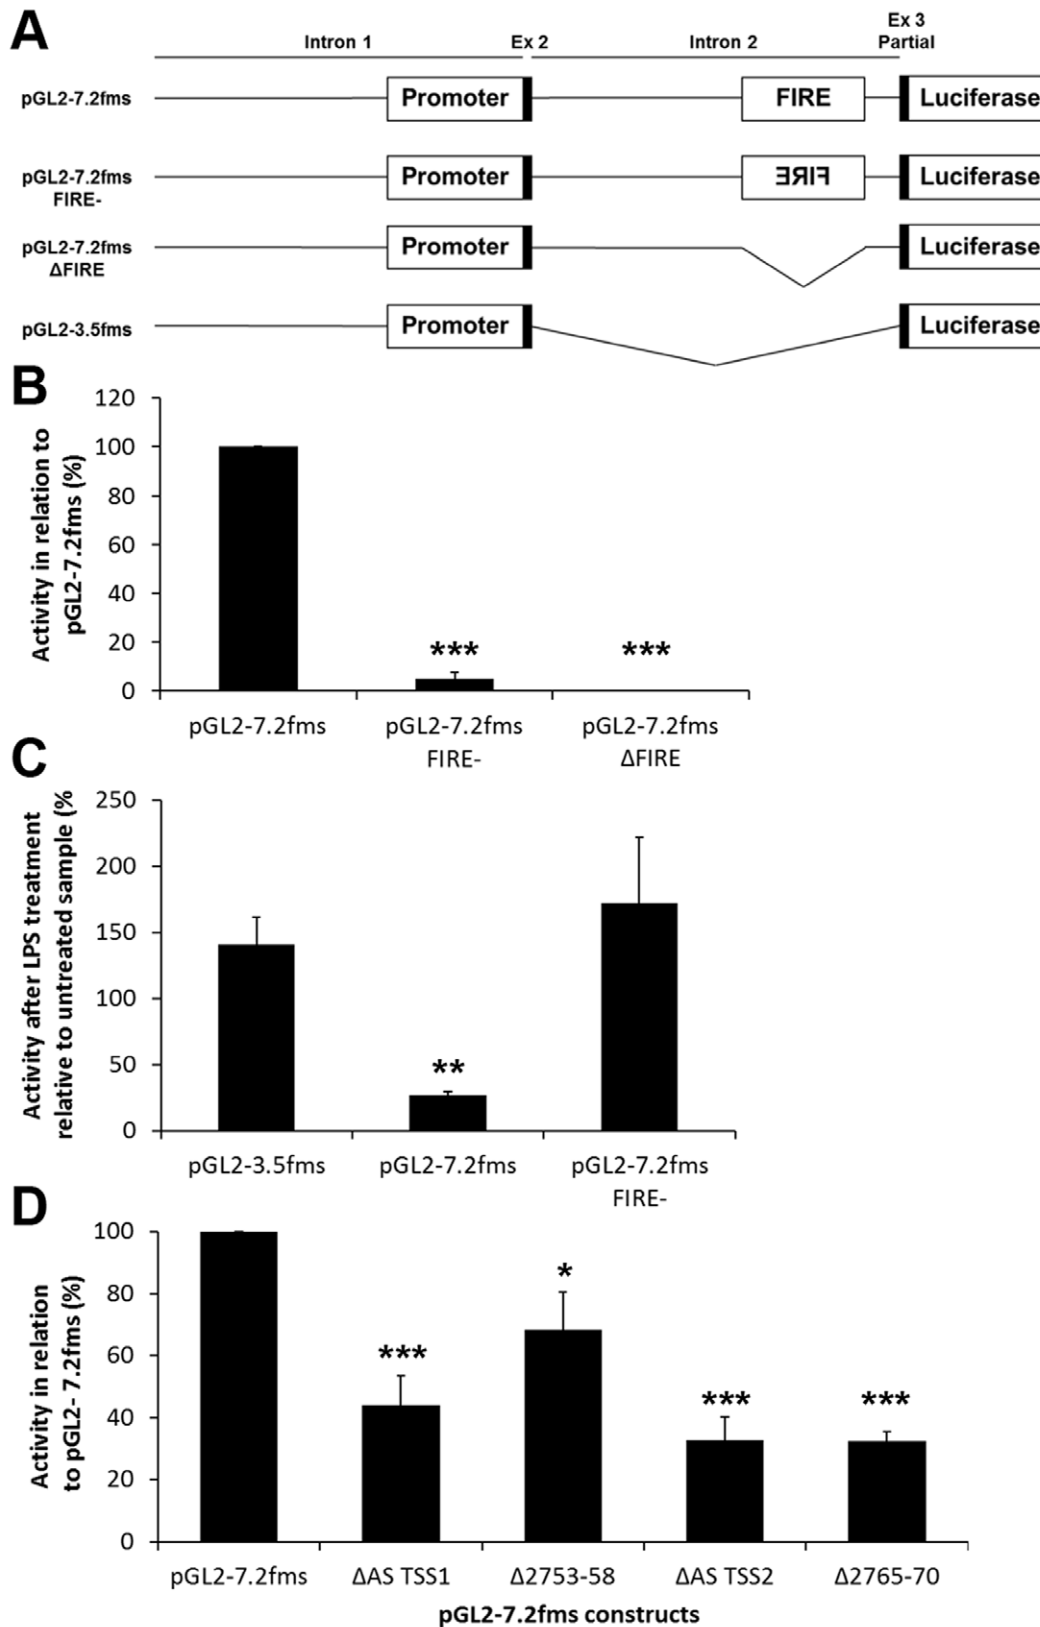 A
Intron 1
Ex 2
Intron 2
Ex 3
Partial
pGL2-7.2fms
Promoter
FIRE
Luciferase
pGL2-7.2fms
FIRE-
Promoter
FIRE
Luciferase
pGL2-7.2fms
ΔFIRE
Promoter
Luciferase
pGL2-3.5fms
Promoter
Luciferase
B
Activity in relation to
pGL2-7.2fms (%)
120
100
80
60
40
20
0
***
***
pGL2-7.2fms
pGL2-7.2fms
FIRE-
pGL2-7.2fms
ΔFIRE
C
Activity after LPS treatment
relative to untreated sample (%
250
200
150
100
50
0
**
pGL2-3.5fms
pGL2-7.2fms
pGL2-7.2fms
FIRE-
D
Activity in relation
to pGL2- 7.2fms (%)
100
80
60
40
20
0
***
*
***
***
pGL2-7.2fms
ΔAS TSS1
Δ2753-58
ΔAS TSS2
Δ2765-70
pGL2-7.2fms constructs